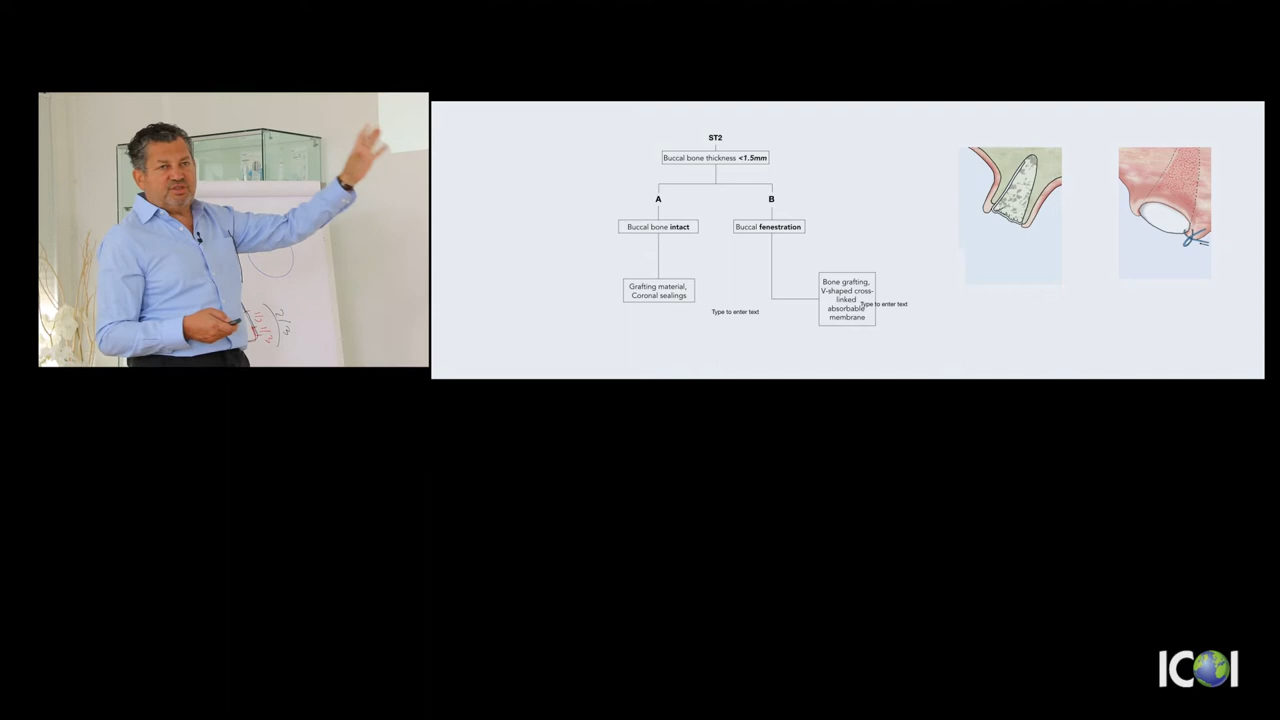 ST2
Buccal bone thickness <1.5mm
A
B
Buccal bone intact
Buccal fenestration
Grafting material,
Coronal sealings
Bone grafting,
V-shaped cross-
linked
absorbable
membrane
Type to enter text
Type to enter text
ICOI